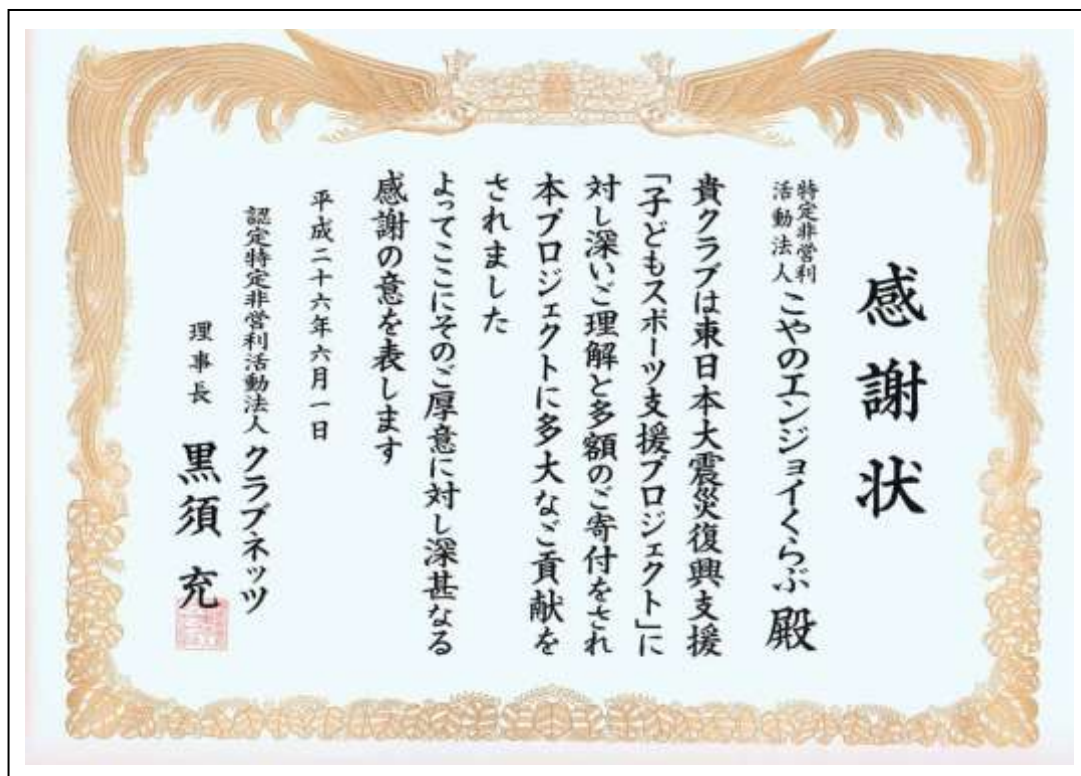 感謝状
特定非営利
活動法人
こやのエンジョイくらぶ 殿
貴クラブは東日本大震災復興支援
「子どもスポーツ支援プロジェクト」に
対し深いご理解と多額のご寄付をされ
本プロジェクトに多大なご貢献を
されました
よってここにそのご厚意に対し深甚なる
感謝の意を表します
平成二十六年六月一日
認定特定非営利活動法人 クラブネッツ
理事長 黒須 充